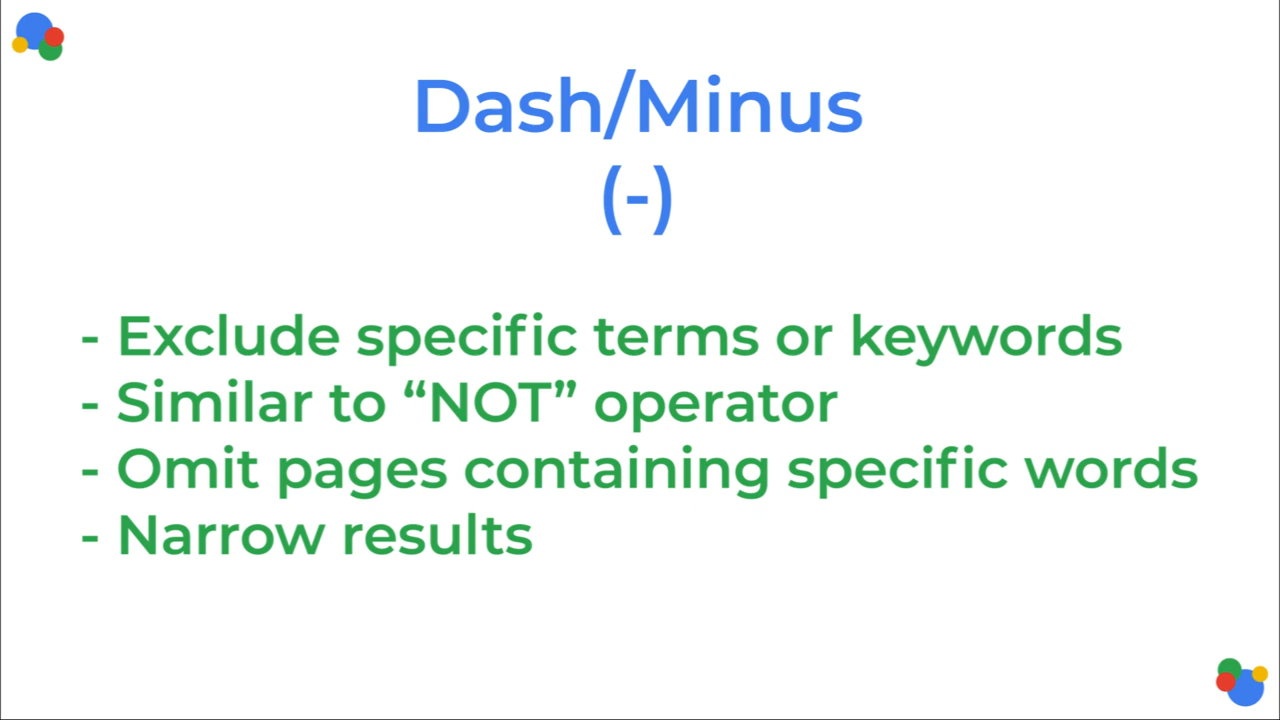 Dash/Minus
(-)
- Exclude specific terms or keywords
- Similar to “NOT” operator
- Omit pages containing specific words
- Narrow results